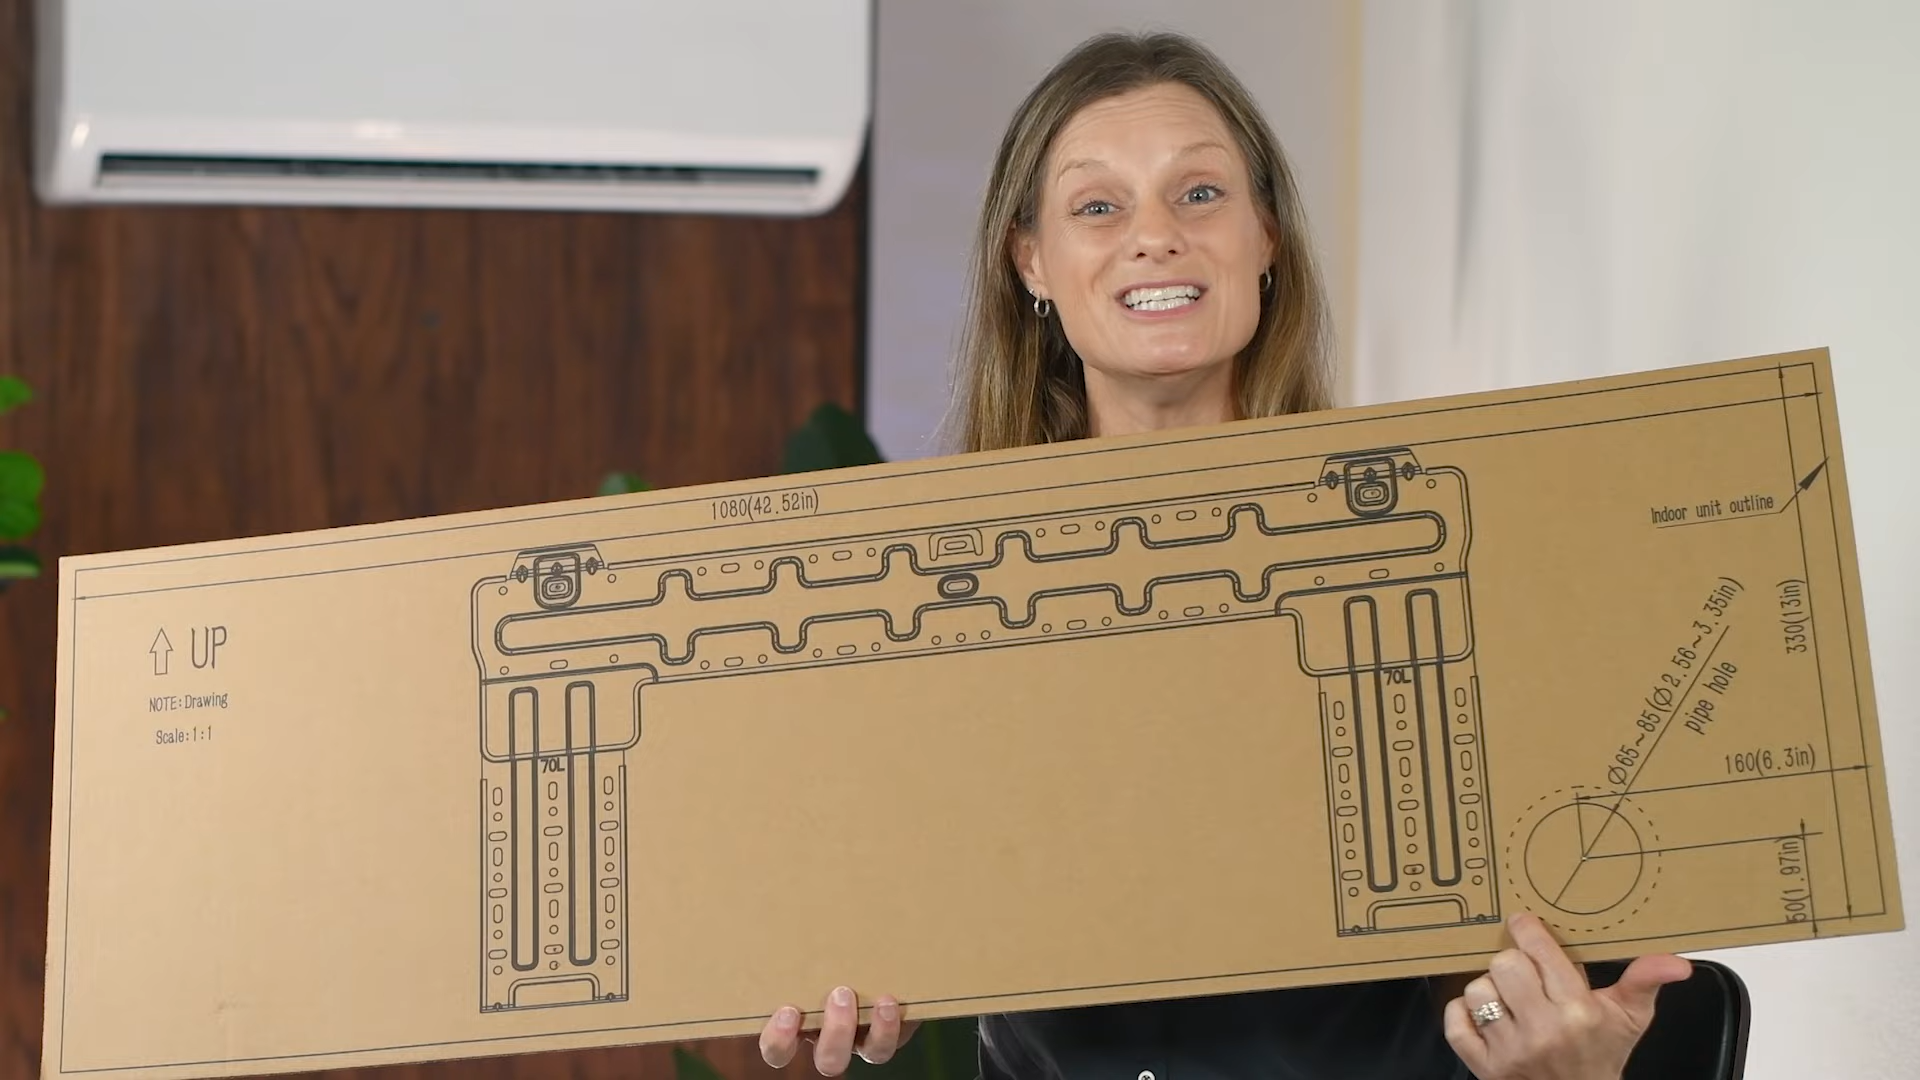 1080(42.52in)
UP
NOTE:Drawing
Scale:1:1
70L
70L
Indoor unit outline
330(13in)
Ø65~85(Ø2.56~3.35in)
pipe hole
160(6.3in)
50(1.97in)